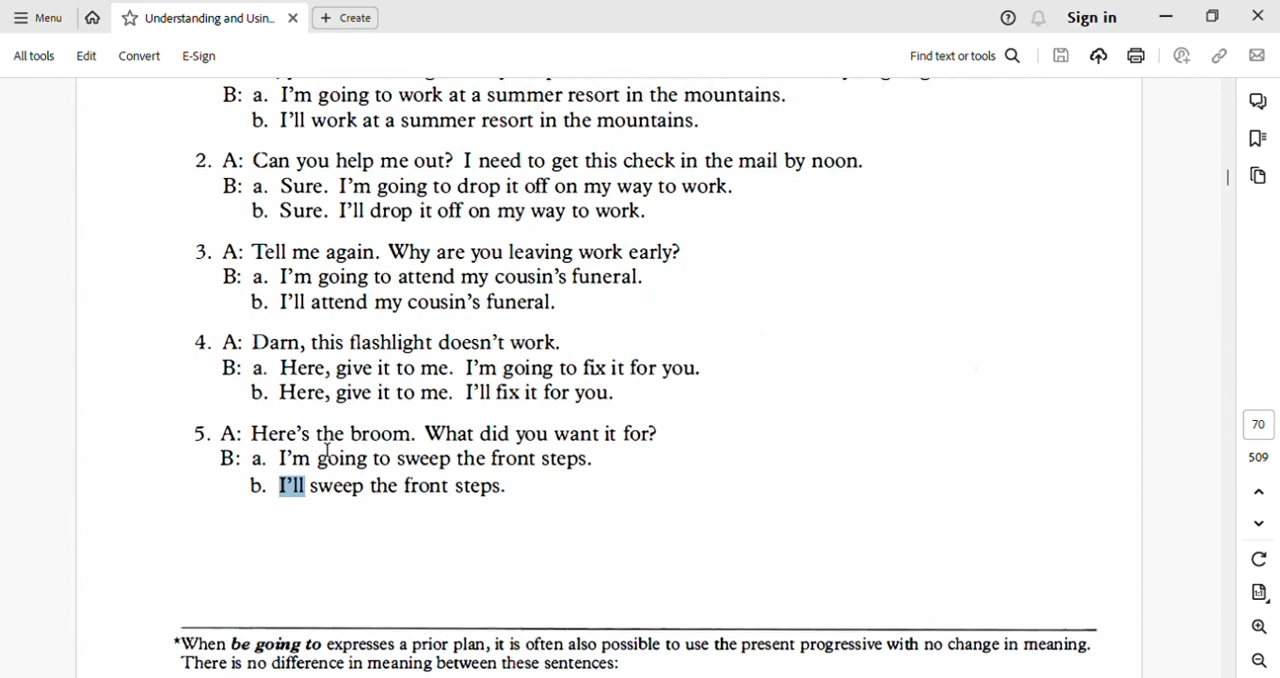 Menu
Understanding and Usin...
+ Create
Sign in
All tools
Edit
Convert
E-Sign
Find text or tools
B: a. I'm going to work at a summer resort in the mountains.
b. I'll work at a summer resort in the mountains.
2. A: Can you help me out? I need to get this check in the mail by noon.
B: a. Sure. I'm going to drop it off on my way to work.
b. Sure. I'll drop it off on my way to work.
3. A: Tell me again. Why are you leaving work early?
B: a. I'm going to attend my cousin's funeral.
b. I'll attend my cousin's funeral.
4. A: Darn, this flashlight doesn't work.
B: a. Here, give it to me. I'm going to fix it for you.
b. Here, give it to me. I'll fix it for you.
5. A: Here's the broom. What did you want it for?
B: a. I'm going to sweep the front steps.
b. I'll sweep the front steps.
70
509
*When be going to expresses a prior plan, it is often also possible to use the present progressive with no change in meaning.
There is no difference in meaning between these sentences: